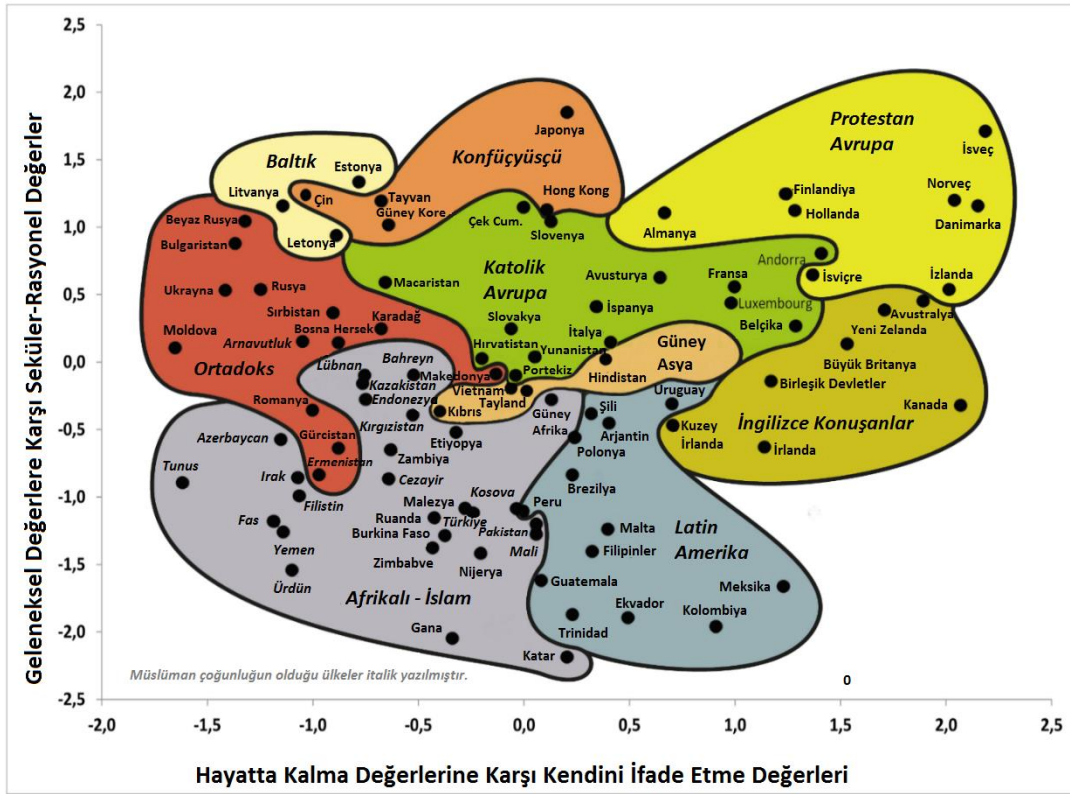 Geleneksel Değerlere Karşı Seküler-Rasyonel Değerler
2,5
2,0
1,5
1,0
0,5
0,0
-0,5
-1,0
-1,5
-2,0
-2,5
Japonya
Protestan
Avrupa
İsveç
Baltık
Estonya
Konfüçyüsçü
Litvanya
Çin
Tayvan
Güney Kore
Hong Kong
Finlandiya
Hollanda
Norveç
Danimarka
Beyaz Rusya
Bulgaristan
Letonya
Çek Cum.
Slovenya
Almanya
Andorra
Katolik
Avrupa
Macaristan
Avusturya
Fransa
İsviçre
İzlanda
Ukrayna
Rusya
Luxembourg
Avustralya
Yeni Zelanda
Sırbistan
Karadağ
Slovakya
İspanya
Belçika
Moldova
Bosna Hersek
Arnavutluk
Hırvatistan
İtalya
Yunanistan
Güney
Asya
Büyük Britanya
Ortadoks
Lübnan
Bahreyn
Makedonya
Portekiz
Hindistan
Birleşik Devletler
Kazakistan
Endonezya
Vietnam
Tayland
Uruguay
Kanada
Romanya
Kırgızistan
Kıbrıs
Güney
Afrika
Şili
Arjantin
Kuzey
İrlanda
İngilizce Konuşanlar
Azerbaycan
Gürcistan
Etiyopya
Zambiya
Polonya
İrlanda
Tunus
Irak
Ermenistan
Cezayir
Brezilya
Filistin
Malezya
Kosova
Peru
Fas
Ruanda
Türkiye
Latin
Amerika
Burkina Faso
Pakistan
Malta
Yemen
Mali
Filipinler
Zimbabve
Nijerya
Ürdün
Guatemala
Meksika
Afrikalı - İslam
Ekvador
Kolombiya
Gana
Trinidad
Katar
Müslüman çoğunluğun olduğu ülkeler italik yazılmıştır.
0
-2,0 -1,5 -1,0 -0,5 0,0 0,5 1,0 1,5 2,0 2,5
Hayatta Kalma Değerlerine Karşı Kendini İfade Etme Değerleri